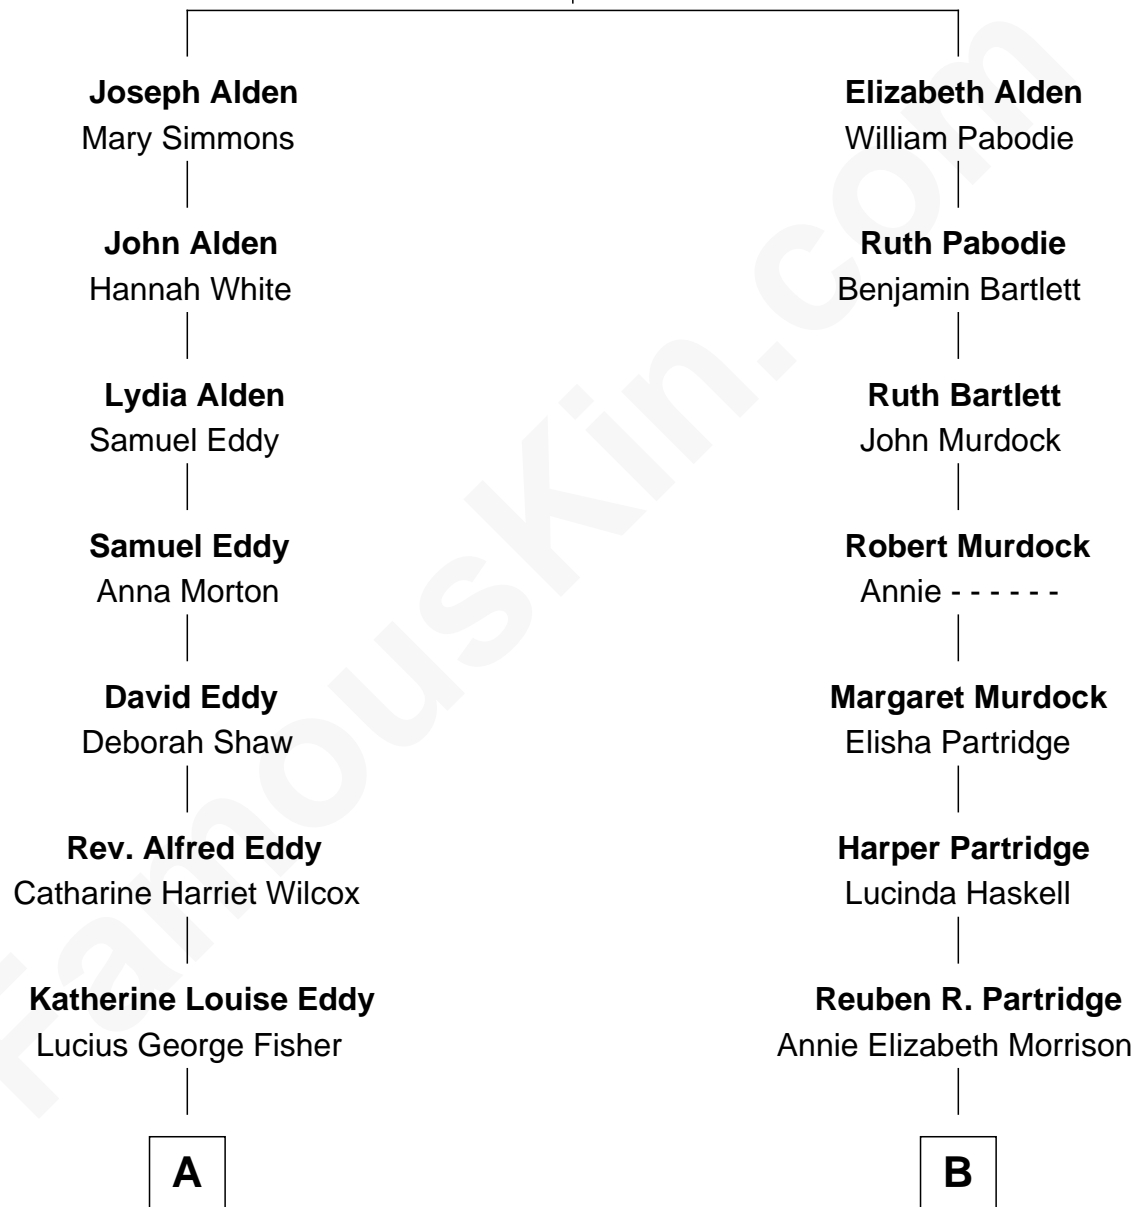 Joseph Alden
Mary Simmons
John Alden
Hannah White
Lydia Alden
Samuel Eddy
Samuel Eddy
Anna Morton
David Eddy
Deborah Shaw
Rev. Alfred Eddy
Catharine Harriet Wilcox
Katherine Louise Eddy
Lucius George Fisher
A
Elizabeth Alden
William Pabodie
Ruth Pabodie
Benjamin Bartlett
Ruth Bartlett
John Murdock
Robert Murdock
Annie - - - - - -
Margaret Murdock
Elisha Partridge
Harper Partridge
Lucinda Haskell
Reuben R. Partridge
Annie Elizabeth Morrison
B
FamousKin.com